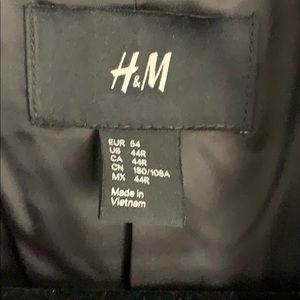 H&M
EUR 54
US 44R
CA 44R
CN 180/108A
MX 44R
Made in
Vietnam